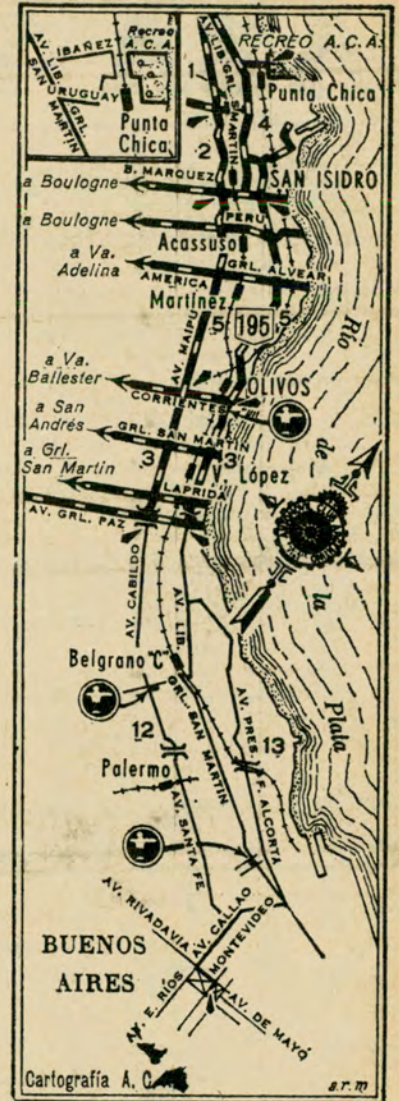 Recreo
A.C.A.
IBAÑEZ
AV. LIB.
URUGUAY
SAN MARTIN
GRL.
Punta
Chica
AV. LIB. GRL. S. MARTIN
RECREO A.C.A.
1
Punta Chica
4
2
a Boulogne
B. MARQUEZ
SAN ISIDRO
a Boulogne
PERU
Acassuso
a Va.
Adelina
GRL. ALVEAR
AMERICA
Martínez
5
195
5
AV. MAIPU
Río
de
la
Plata
a Va.
Ballester
OLIVOS
CORRIENTES
a San
Andrés
GRL. SAN MARTIN
3
3
V. López
a Grl.
San Martin
LAPRIDA
AV. GRL. PAZ
AV. CABILDO
AV. LIB.
GRL. SAN MARTIN
Belgrano "C"
12
13
AV. PRES. F. ALCORTA
Palermo
AV. SANTA FE
AV. RIVADAVIA
AV. CALLAO
MONTEVIDEO
BUENOS
AIRES
AV. E. RÍOS
AV. DE MAYO
Cartografía A. C.
s.r.m